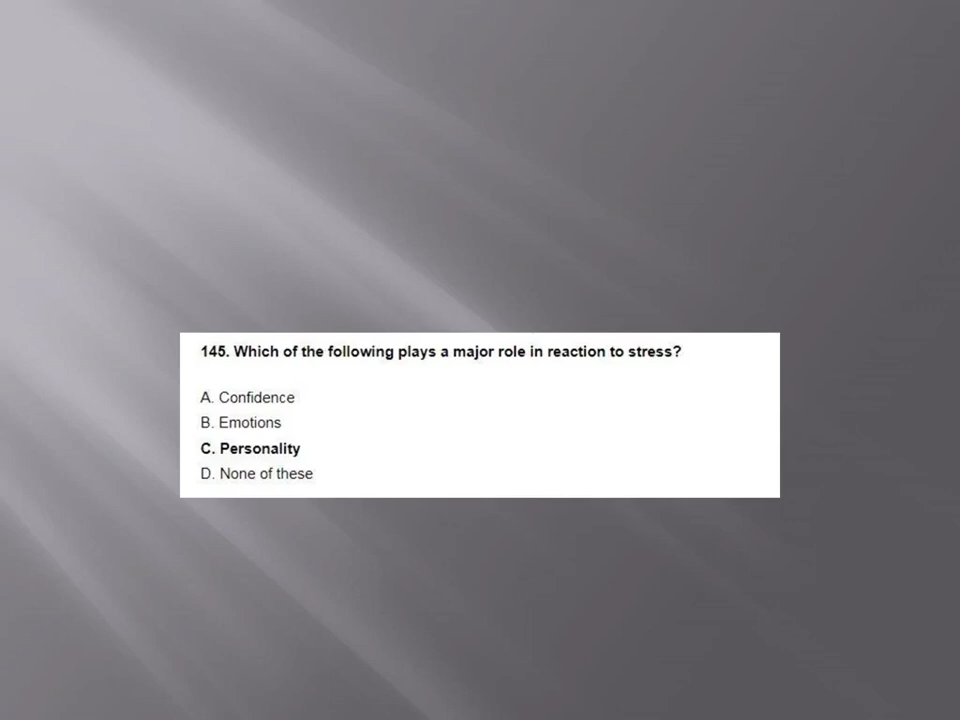 145. Which of the following plays a major role in reaction to stress?
A. Confidence
B. Emotions
C. Personality
D. None of these